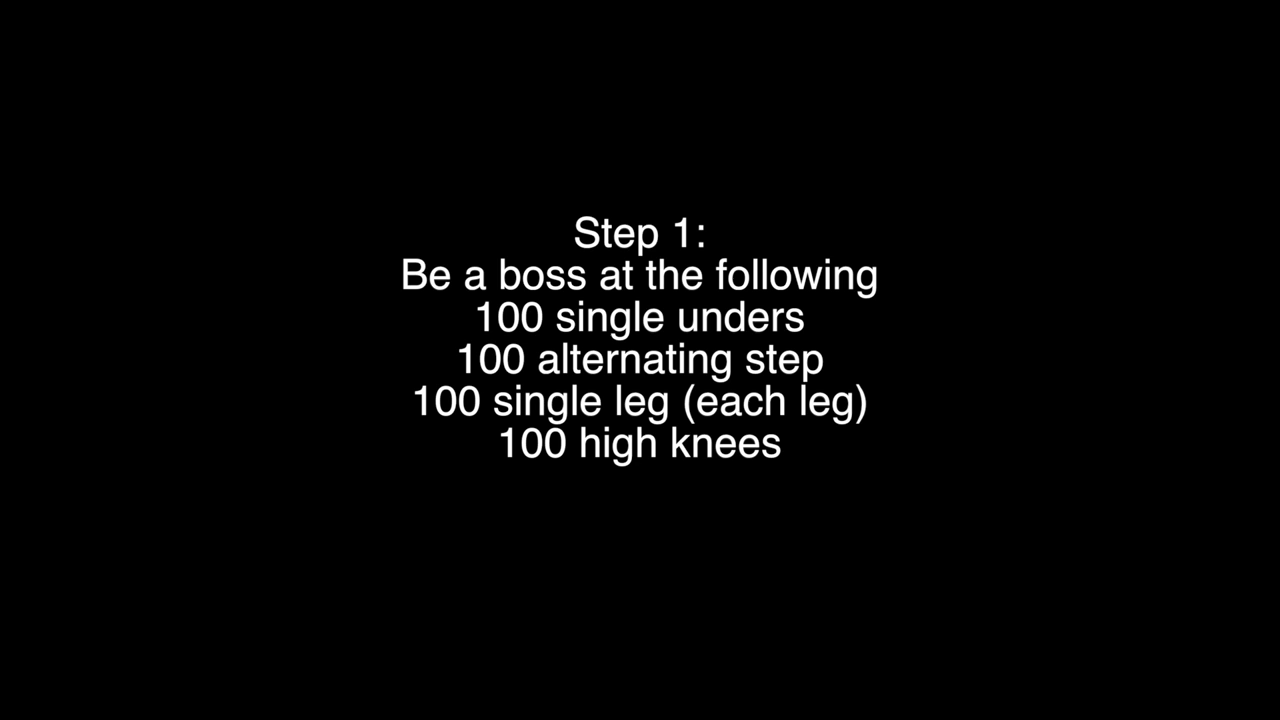 Step 1:
Be a boss at the following
100 single unders
100 alternating step
100 single leg (each leg)
100 high knees